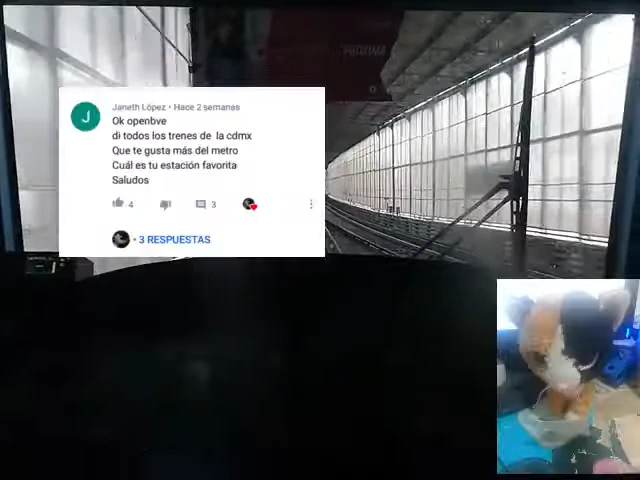 PRÓXIMA
J
Janeth López • Hace 2 semanas
Ok openbve
di todos los trenes de la cdmx
Que te gusta más del metro
Cuál es tu estación favorita
Saludos
4
3
• 3 RESPUESTAS